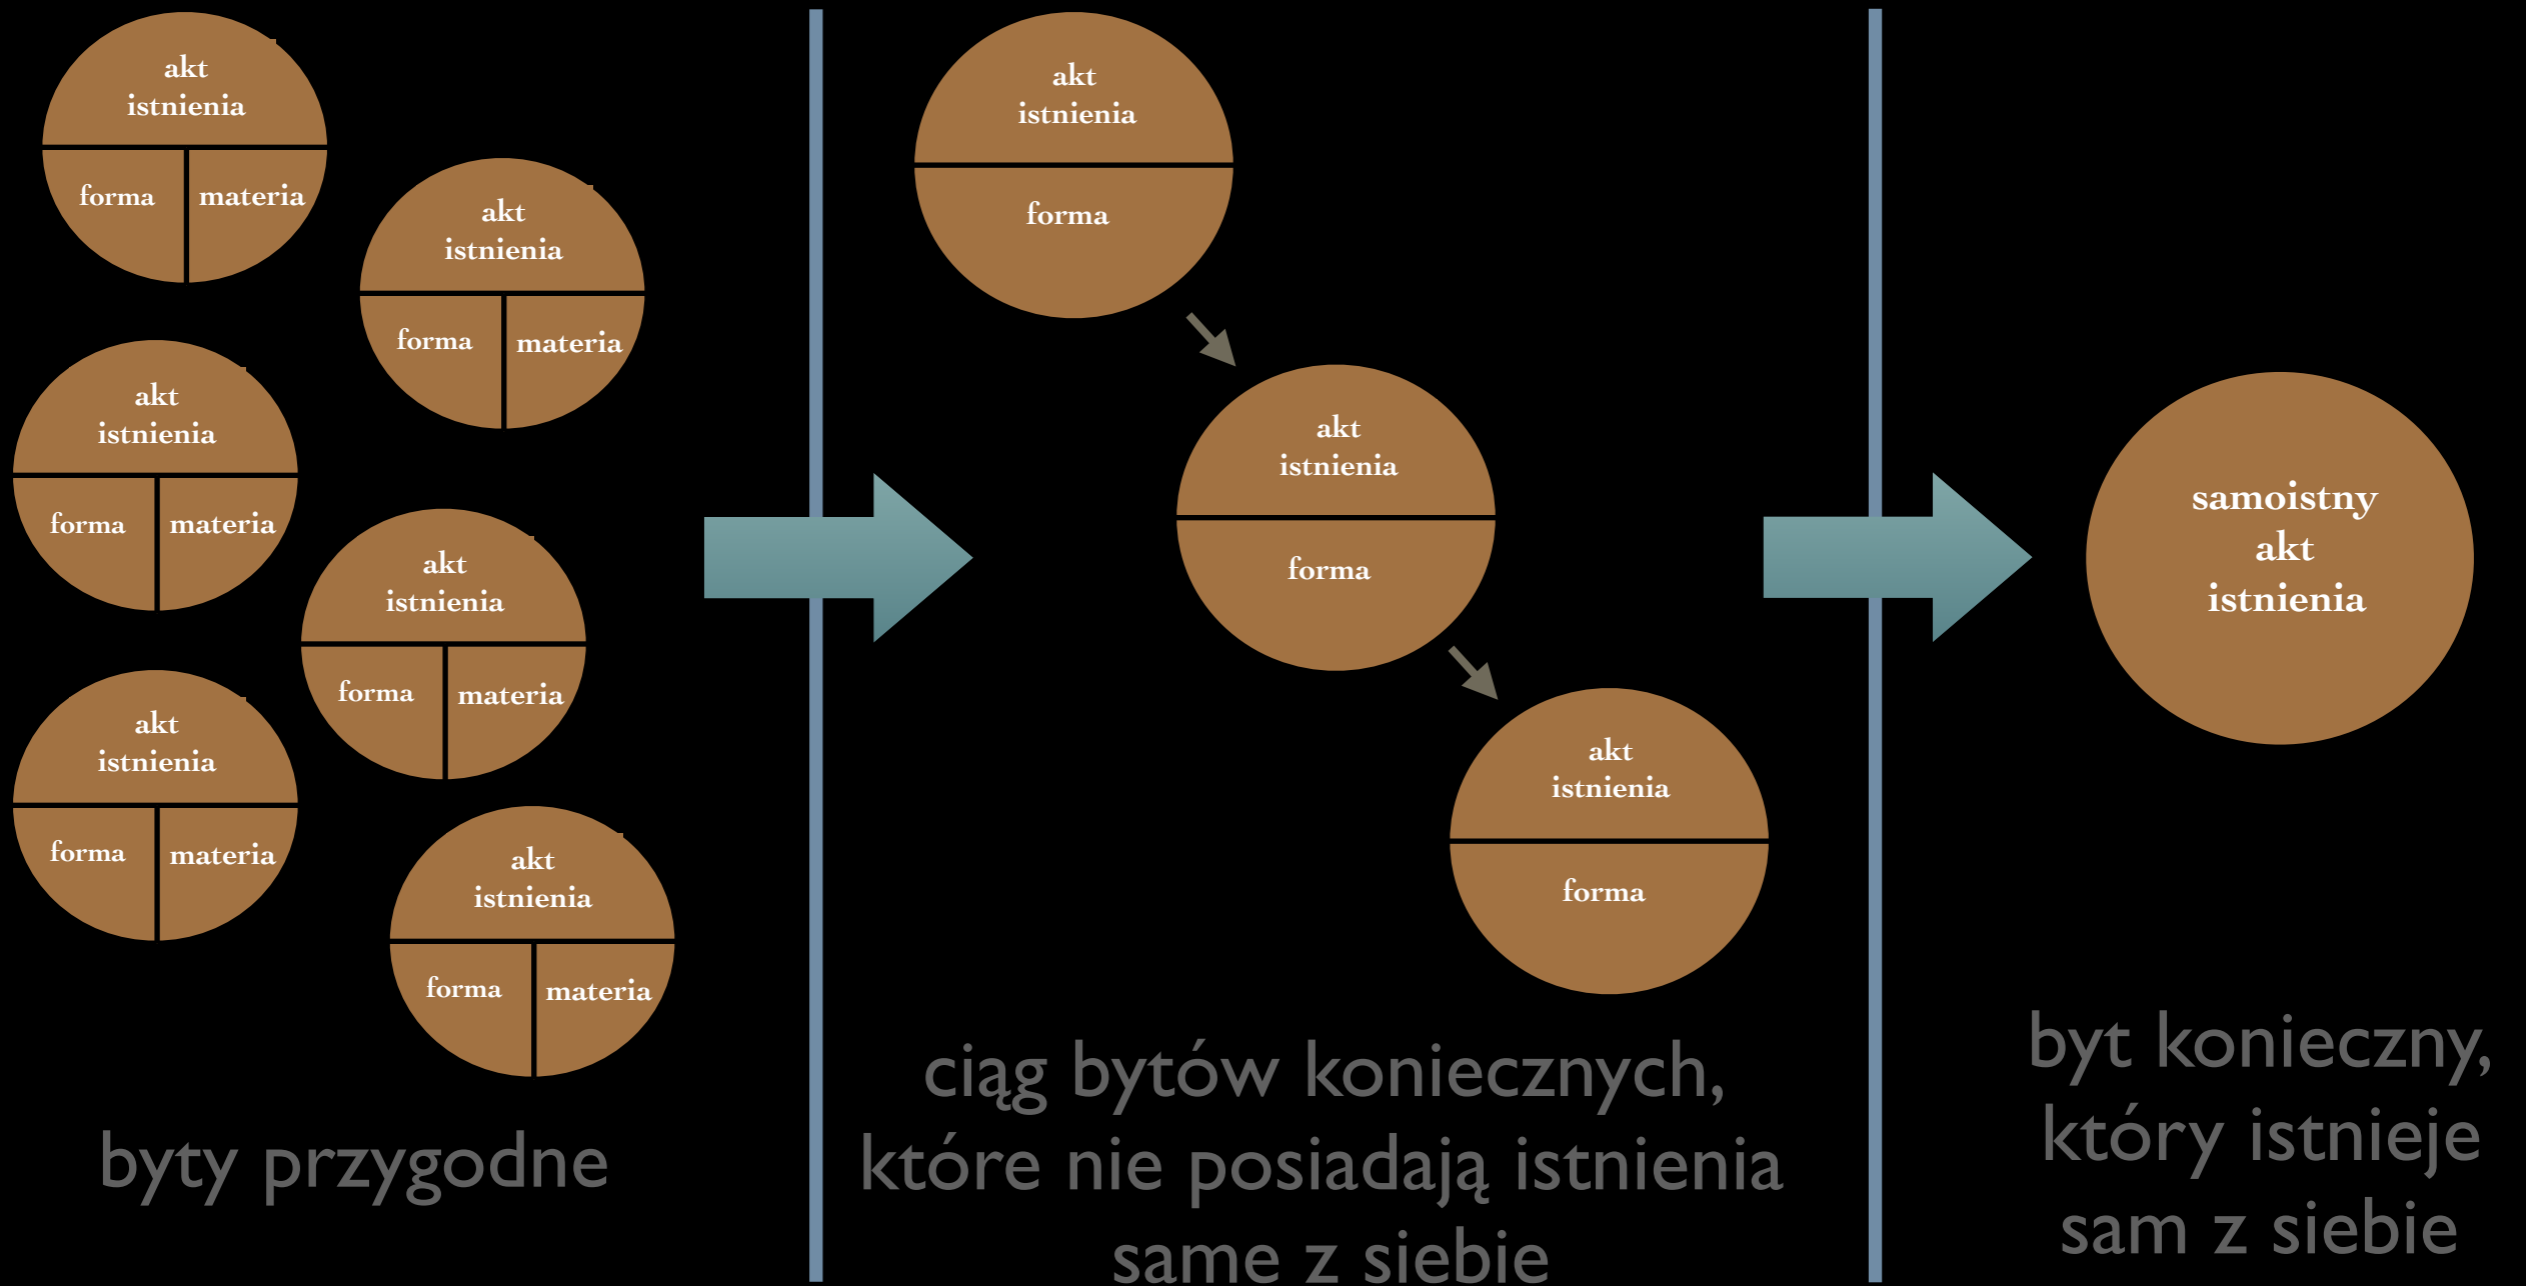 akt
istnienia
forma materia
akt
istnienia
forma materia
akt
istnienia
forma materia
akt
istnienia
forma materia
akt
istnienia
forma materia
akt
istnienia
forma materia
byty przygodne
akt
istnienia
forma
akt
istnienia
forma
akt
istnienia
forma
ciąg bytów koniecznych,
które nie posiadają istnienia
same z siebie
samoistny
akt
istnienia
byt konieczny,
który istnieje
sam z siebie